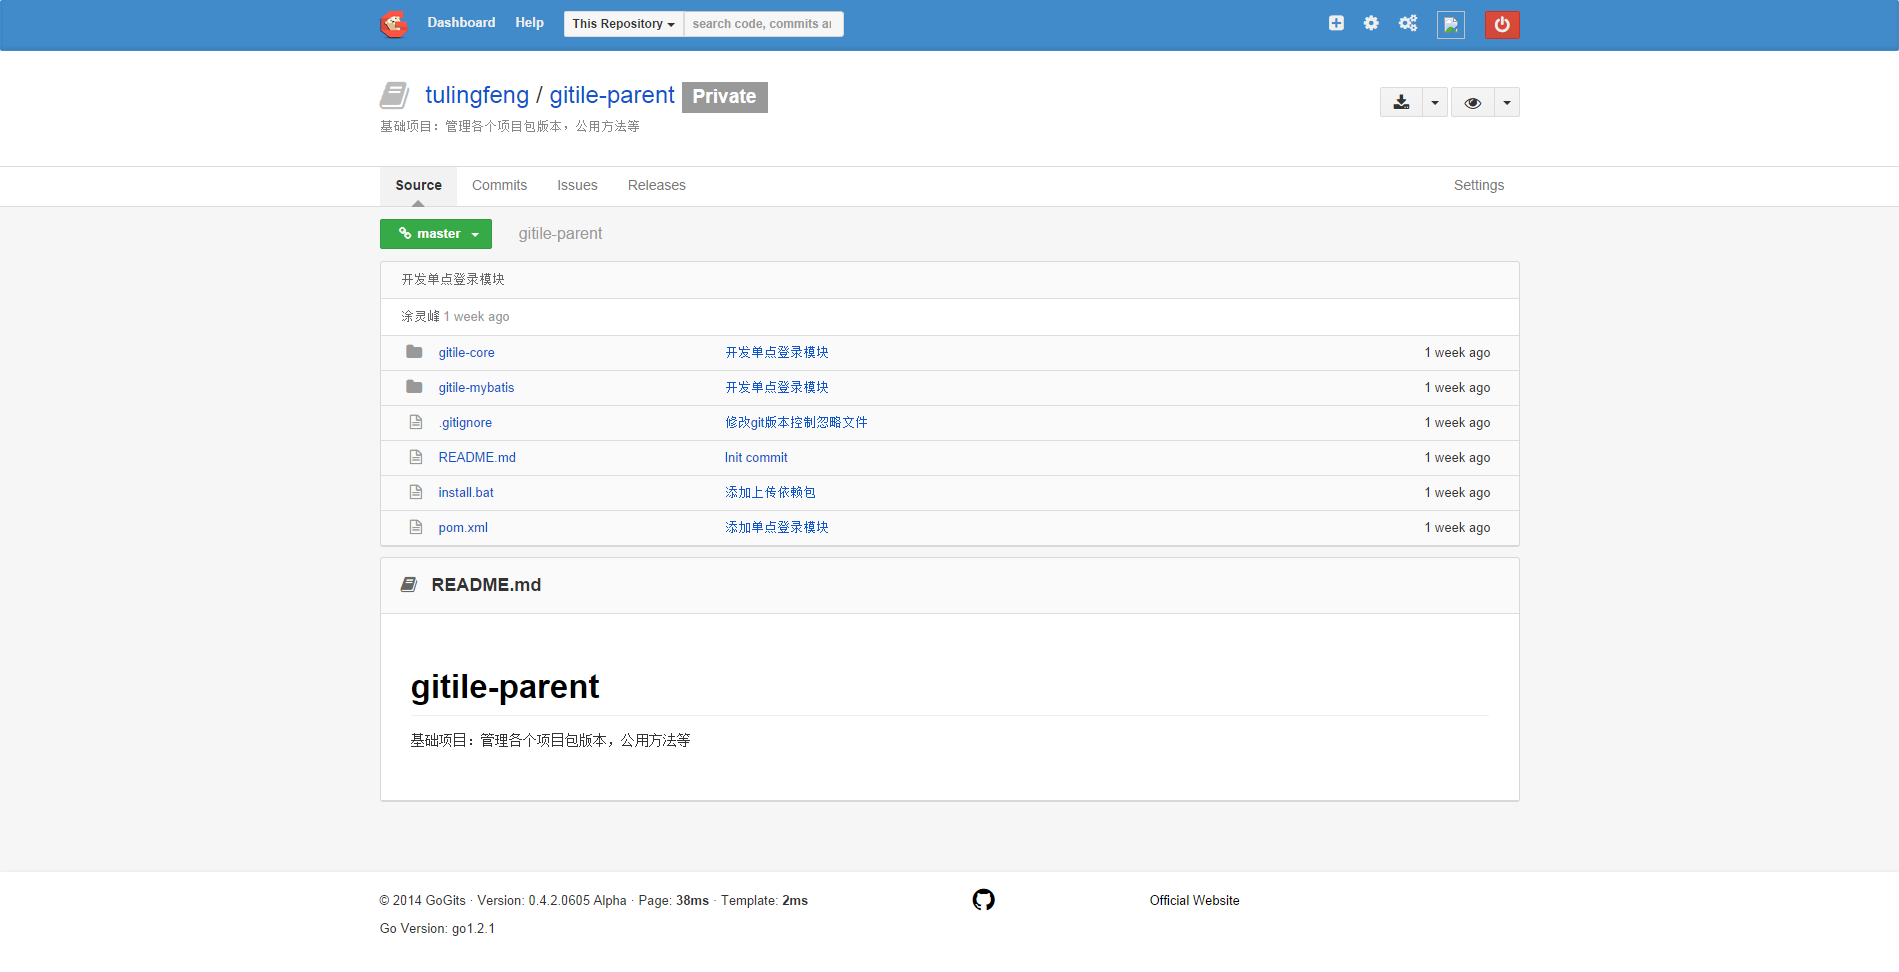 Dashboard Help This Repository search code, commits ar
tulingfeng / gitile-parent Private
基础项目：管理各个项目包版本，公用方法等
Source Commits Issues Releases Settings
master gitile-parent
开发单点登录模块
涂灵峰 1 week ago
gitile-core 开发单点登录模块 1 week ago
gitile-mybatis 开发单点登录模块 1 week ago
.gitignore 修改git版本控制忽略文件 1 week ago
README.md Init commit 1 week ago
install.bat 添加上传依赖包 1 week ago
pom.xml 添加单点登录模块 1 week ago
README.md
gitile-parent
基础项目：管理各个项目包版本，公用方法等
© 2014 GoGits · Version: 0.4.2.0605 Alpha · Page: 38ms · Template: 2ms Official Website
Go Version: go1.2.1